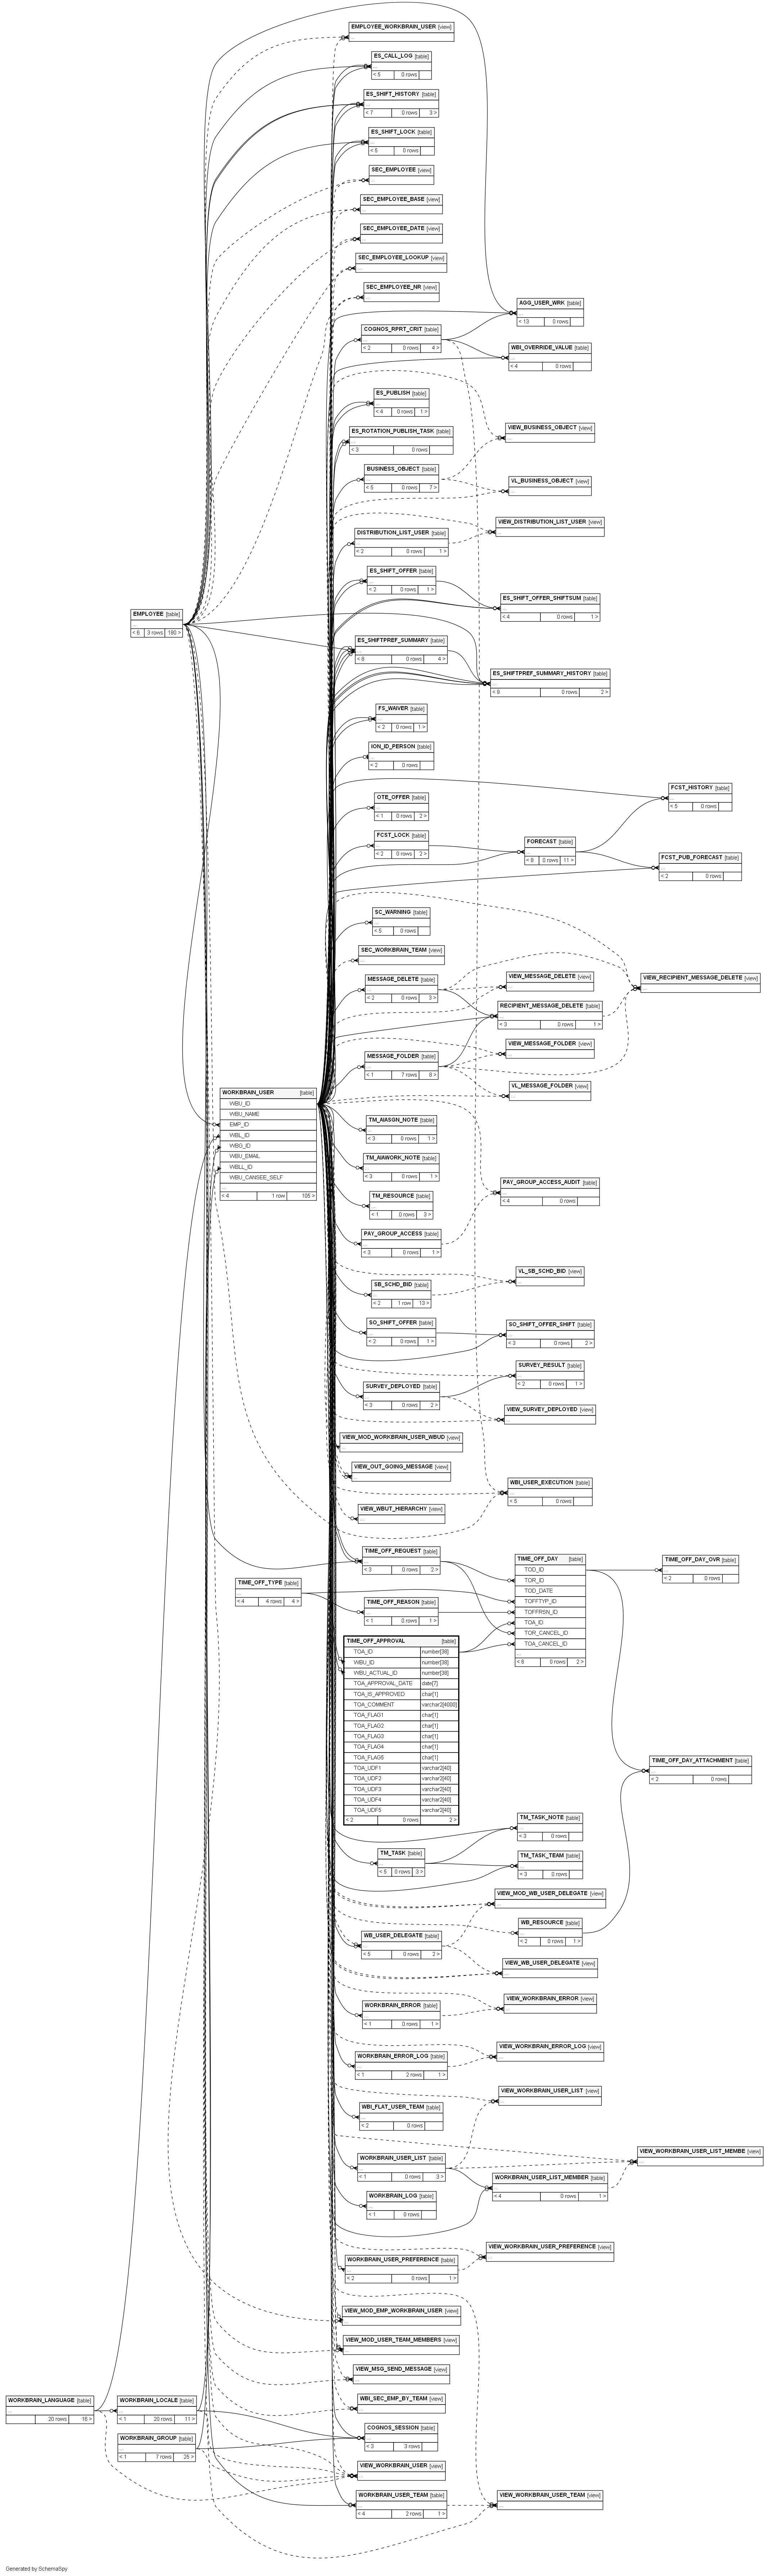 EMPLOYEE_WORKBRAIN_USER [view]
...
ES_CALL_LOG [table]
...
< 5 0 rows
ES_SHIFT_HISTORY [table]
...
< 7 0 rows 3 >
ES_SHIFT_LOCK [table]
...
< 5 0 rows
SEC_EMPLOYEE [view]
...
SEC_EMPLOYEE_BASE [view]
...
SEC_EMPLOYEE_DATE [view]
...
SEC_EMPLOYEE_LOOKUP [view]
...
SEC_EMPLOYEE_NR [view]
...
AGG_USER_WRK [table]
...
< 13 0 rows
COGNOS_RPRT_CRIT [table]
...
< 2 0 rows 4 >
WBI_OVERRIDE_VALUE [table]
...
< 4 0 rows
ES_PUBLISH [table]
...
< 4 0 rows 1 >
VIEW_BUSINESS_OBJECT [view]
...
ES_ROTATION_PUBLISH_TASK [table]
...
< 3 0 rows
BUSINESS_OBJECT [table]
...
< 5 0 rows 7 >
VL_BUSINESS_OBJECT [view]
...
VIEW_DISTRIBUTION_LIST_USER [view]
...
DISTRIBUTION_LIST_USER [table]
...
< 2 0 rows 1 >
ES_SHIFT_OFFER [table]
...
< 2 0 rows 1 >
ES_SHIFT_OFFER_SHIFTSUM [table]
...
< 4 0 rows 1 >
EMPLOYEE [table]
...
< 6 3 rows 180 >
ES_SHIFTPREF_SUMMARY [table]
...
< 8 0 rows 4 >
ES_SHIFTPREF_SUMMARY_HISTORY [table]
...
< 9 0 rows 2 >
FS_WAIVER [table]
...
< 2 0 rows 1 >
ION_ID_PERSON [table]
...
< 2 0 rows
FCST_HISTORY [table]
...
< 5 0 rows
OTE_OFFER [table]
...
< 1 0 rows 2 >
FCST_LOCK [table]
...
< 2 0 rows 2 >
FORECAST [table]
...
< 8 0 rows 11 >
FCST_PUB_FORECAST [table]
...
< 2 0 rows
SC_WARNING [table]
...
< 5 0 rows
SEC_WORKBRAIN_TEAM [view]
...
MESSAGE_DELETE [table]
...
< 2 0 rows 3 >
VIEW_MESSAGE_DELETE [view]
...
VIEW_RECIPIENT_MESSAGE_DELETE [view]
...
RECIPIENT_MESSAGE_DELETE [table]
...
< 3 0 rows 1 >
VIEW_MESSAGE_FOLDER [view]
...
MESSAGE_FOLDER [table]
...
< 1 7 rows 8 >
VL_MESSAGE_FOLDER [view]
...
WORKBRAIN_USER [table]
WBU_ID
WBU_NAME
EMP_ID
WBL_ID
WBG_ID
WBU_EMAIL
WBLL_ID
WBU_CANSEE_SELF
...
< 4 1 row 105 >
TM_AIASGN_NOTE [table]
...
< 3 0 rows 1 >
TM_AIAWORK_NOTE [table]
...
< 3 0 rows 1 >
TM_RESOURCE [table]
...
< 1 0 rows 3 >
PAY_GROUP_ACCESS_AUDIT [table]
...
< 4 0 rows
PAY_GROUP_ACCESS [table]
...
< 3 0 rows 1 >
VL_SB_SCHD_BID [view]
...
SB_SCHD_BID [table]
...
< 2 1 row 13 >
SO_SHIFT_OFFER [table]
...
< 2 0 rows 1 >
SO_SHIFT_OFFER_SHIFT [table]
...
< 3 0 rows 2 >
SURVEY_RESULT [table]
...
< 2 0 rows 1 >
SURVEY_DEPLOYED [table]
...
< 3 0 rows 2 >
VIEW_SURVEY_DEPLOYED [view]
...
VIEW_MOD_WORKBRAIN_USER_WBUD [view]
...
VIEW_OUT_GOING_MESSAGE [view]
...
WBI_USER_EXECUTION [table]
...
< 5 0 rows
VIEW_WBUT_HIERARCHY [view]
...
TIME_OFF_REQUEST [table]
...
< 3 0 rows 2 >
TIME_OFF_DAY [table]
TOD_ID
TOR_ID
TOD_DATE
TOFFTYP_ID
TOFFRSN_ID
TOA_ID
TOR_CANCEL_ID
TOA_CANCEL_ID
...
< 8 0 rows 2 >
TIME_OFF_DAY_OVR [table]
...
< 2 0 rows
TIME_OFF_TYPE [table]
...
< 4 4 rows 4 >
TIME_OFF_REASON [table]
...
< 1 0 rows 1 >
TIME_OFF_APPROVAL [table]
TOA_ID number[38]
WBU_ID number[38]
WBU_ACTUAL_ID number[38]
TOA_APPROVAL_DATE date[7]
TOA_IS_APPROVED char[1]
TOA_COMMENT varchar2[4000]
TOA_FLAG1 char[1]
TOA_FLAG2 char[1]
TOA_FLAG3 char[1]
TOA_FLAG4 char[1]
TOA_FLAG5 char[1]
TOA_UDF1 varchar2[40]
TOA_UDF2 varchar2[40]
TOA_UDF3 varchar2[40]
TOA_UDF4 varchar2[40]
TOA_UDF5 varchar2[40]
< 2 0 rows 2 >
TIME_OFF_DAY_ATTACHMENT [table]
...
< 2 0 rows
TM_TASK_NOTE [table]
...
< 3 0 rows
TM_TASK [table]
...
< 5 0 rows 3 >
TM_TASK_TEAM [table]
...
< 3 0 rows
VIEW_MOD_WB_USER_DELEGATE [view]
...
WB_RESOURCE [table]
...
< 2 0 rows 1 >
WB_USER_DELEGATE [table]
...
< 5 0 rows 2 >
VIEW_WB_USER_DELEGATE [view]
...
VIEW_WORKBRAIN_ERROR [view]
...
WORKBRAIN_ERROR [table]
...
< 1 0 rows 1 >
VIEW_WORKBRAIN_ERROR_LOG [view]
...
WORKBRAIN_ERROR_LOG [table]
...
< 1 2 rows 1 >
VIEW_WORKBRAIN_USER_LIST [view]
...
WBI_FLAT_USER_TEAM [table]
...
< 2 0 rows
VIEW_WORKBRAIN_USER_LIST_MEMBE [view]
...
WORKBRAIN_USER_LIST [table]
...
< 1 0 rows 3 >
WORKBRAIN_USER_LIST_MEMBER [table]
...
< 4 0 rows 1 >
WORKBRAIN_LOG [table]
...
< 1 0 rows
VIEW_WORKBRAIN_USER_PREFERENCE [view]
...
WORKBRAIN_USER_PREFERENCE [table]
...
< 2 0 rows 1 >
VIEW_MOD_EMP_WORKBRAIN_USER [view]
...
VIEW_MOD_USER_TEAM_MEMBERS [view]
...
VIEW_MSG_SEND_MESSAGE [view]
...
WORKBRAIN_LANGUAGE [table]
...
20 rows 16 >
WORKBRAIN_LOCALE [table]
...
< 1 20 rows 11 >
WBI_SEC_EMP_BY_TEAM [view]
...
COGNOS_SESSION [table]
...
< 3 3 rows
WORKBRAIN_GROUP [table]
...
< 1 7 rows 25 >
VIEW_WORKBRAIN_USER [view]
...
WORKBRAIN_USER_TEAM [table]
...
< 4 2 rows 1 >
VIEW_WORKBRAIN_USER_TEAM [view]
...
Generated by SchemaSpy